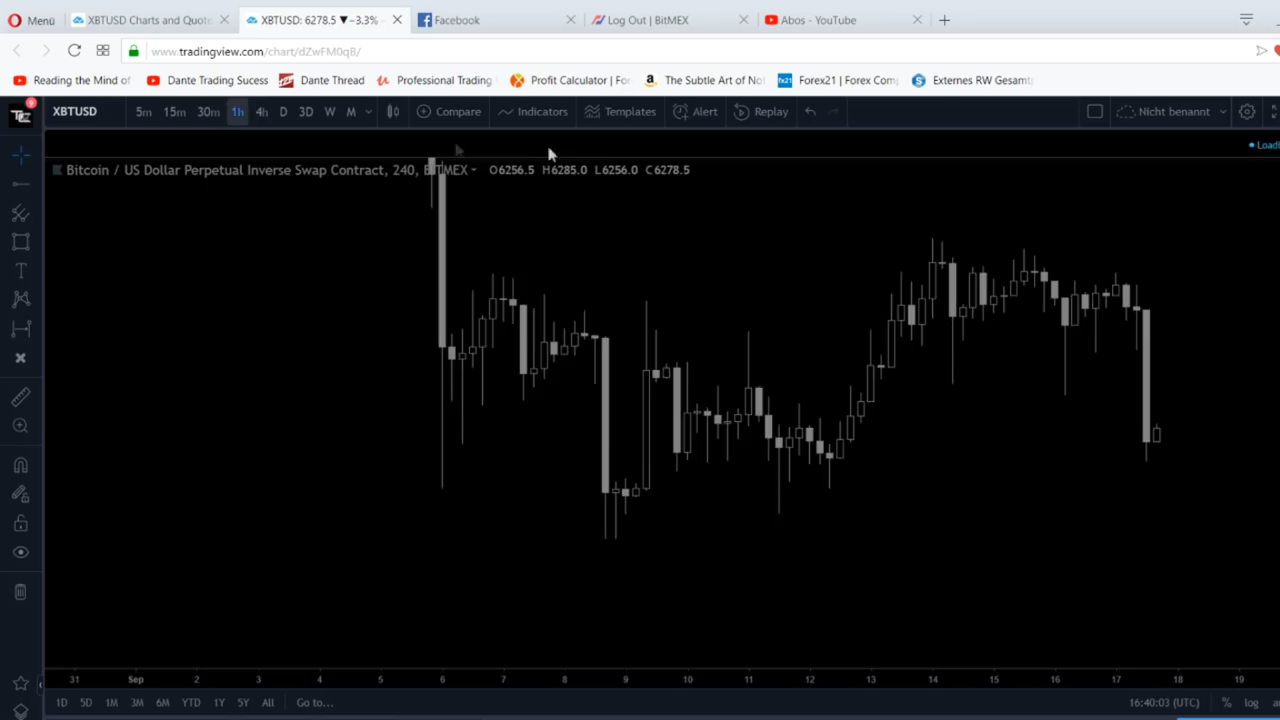 Menü XBTUSD Charts and Quote XBTUSD: 6278.5 ▼−3.3% Facebook Log Out | BitMEX Abos - YouTube
www.tradingview.com/chart/dZwFM0qB/
Reading the Mind of Dante Trading Sucess Dante Thread Professional Trading Profit Calculator | For The Subtle Art of No Forex21 | Forex Com Externes RW Gesamt
9
XBTUSD 5m 15m 30m 1h 4h D 3D W M Compare Indicators Templates Alert Replay Nicht benannt
Loadi
Bitcoin / US Dollar Perpetual Inverse Swap Contract, 240, BITMEX O6256.5 H6285.0 L6256.0 C6278.5
31 Sep 2 3 4 5 6 7 8 9 10 11 12 13 14 15 16 17 18 19
1D 5D 1M 3M 6M YTD 1Y 5Y All Go to... 16:40:03 (UTC) % log